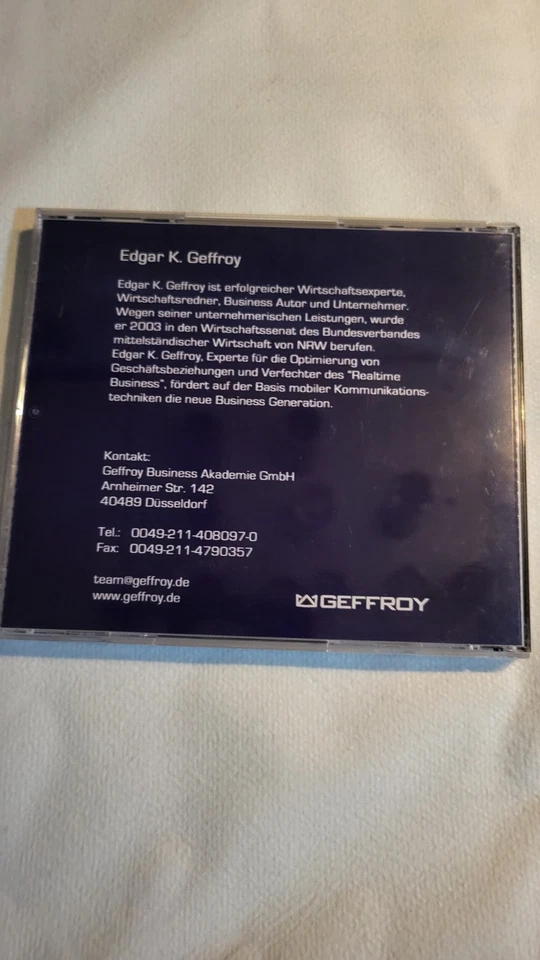 Edgar K. Geffroy
Edgar K. Geffroy ist erfolgreicher Wirtschaftsexperte,
Wirtschaftsredner, Business Autor und Unternehmer.
Wegen seiner unternehmerischen Leistungen, wurde
er 2003 in den Wirtschaftssenat des Bundesverbandes
mittelständischer Wirtschaft von NRW berufen.
Edgar K. Geffroy, Experte für die Optimierung von
Geschäftsbeziehungen und Verfechter des "Realtime
Business", fördert auf der Basis mobiler Kommunikations-
techniken die neue Business Generation.
Kontakt:
Geffroy Business Akademie GmbH
Arnheimer Str. 142
40489 Düsseldorf
Tel.: 0049-211-408097-0
Fax: 0049-211-4790357
team@geffroy.de
www.geffroy.de
GEFFROY